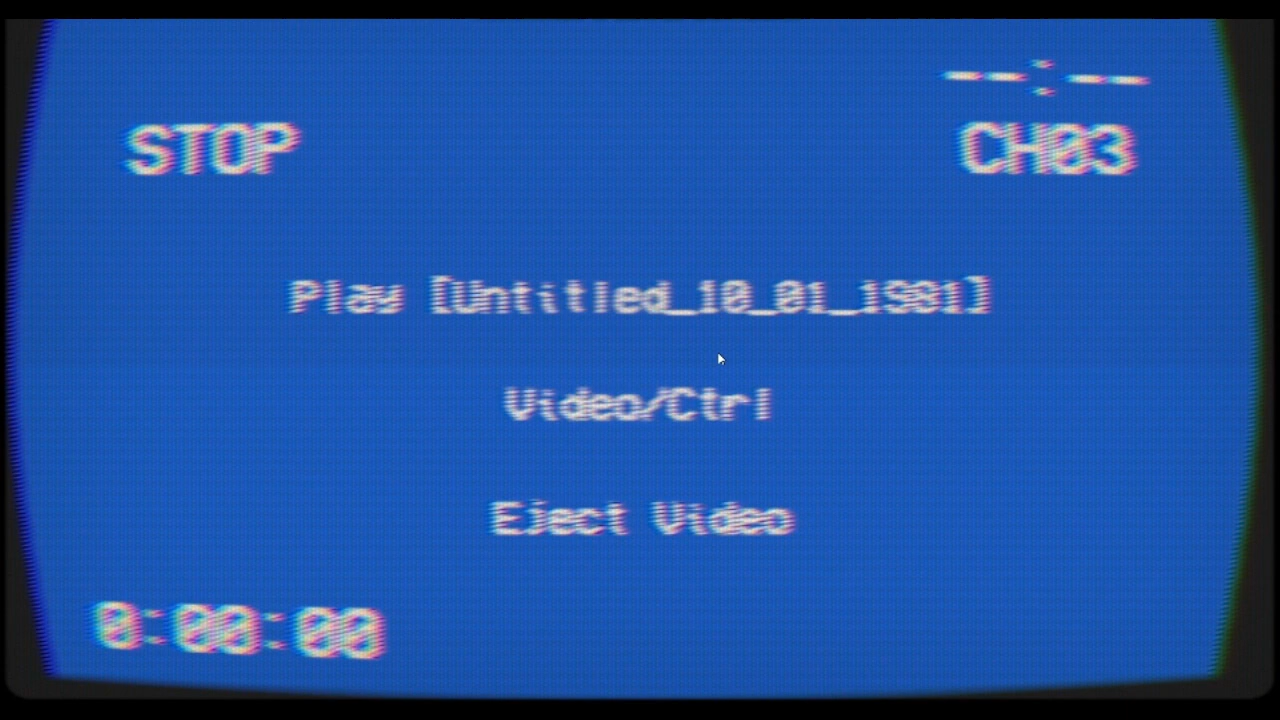 --:--
STOP CH03
Play [Untitled_10_01_1981]
Video/Ctrl
Eject Video
0:00:00